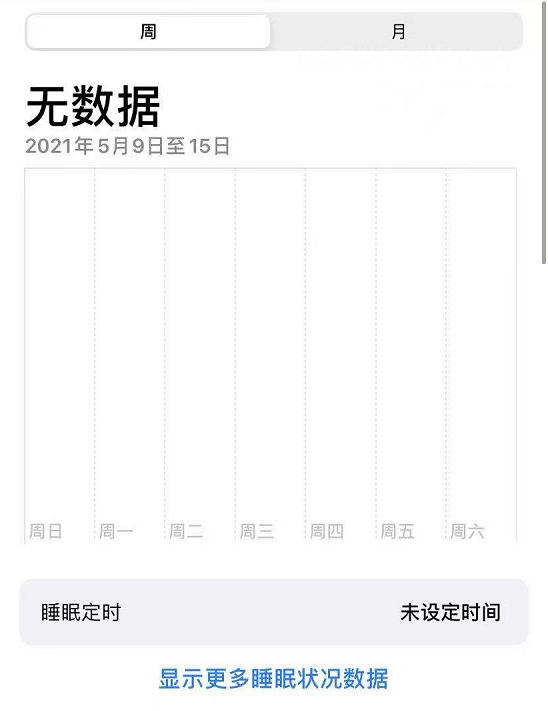 周 月
无数据
2021年5月9日至15日
周日 周一 周二 周三 周四 周五 周六
睡眠定时 未设定时间
显示更多睡眠状况数据